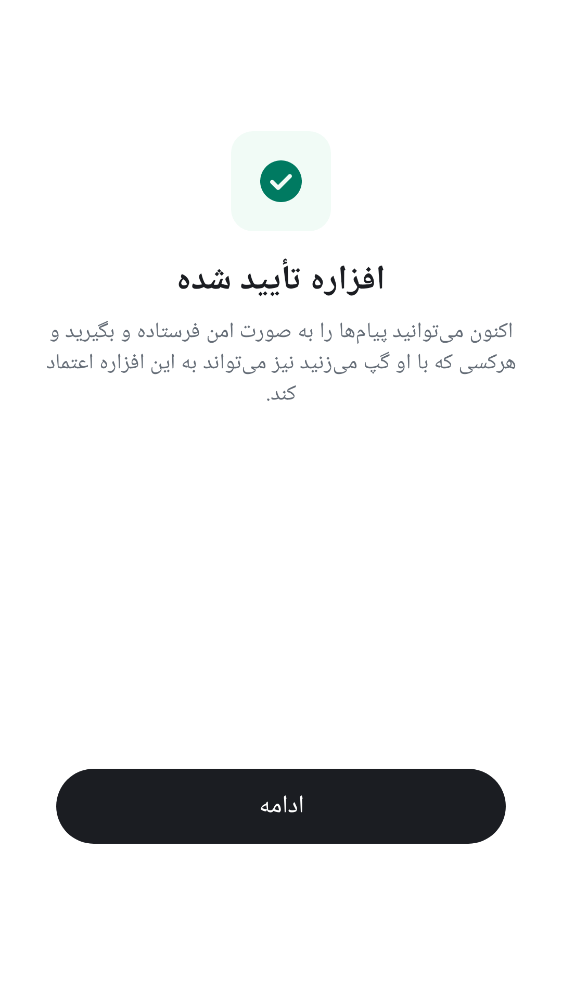 افزاره تأیید شده
اکنون می‌توانید پیام‌ها را به صورت امن فرستاده و بگیرید و
هرکسی که با او گپ می‌زنید نیز می‌تواند به این افزاره اعتماد
کند.
ادامه